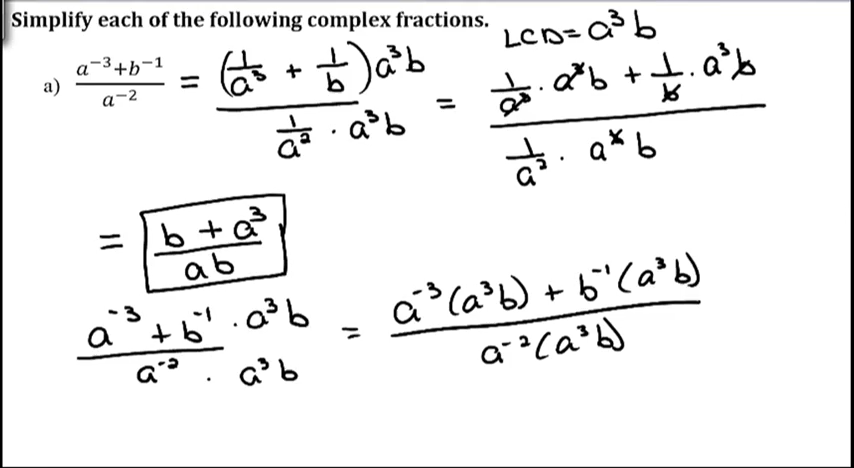 Simplify each of the following complex fractions.
LCD = a³b
a) (a⁻³+b⁻¹)/(a⁻²) = ((1/a³ + 1/b)a³b)/(1/a² · a³b) = (1/a³ · a³b + 1/b · a³b)/(1/a² · a³b)
= (b + a³)/(ab)
(a⁻³ + b⁻¹ · a³b)/(a⁻² · a³b) = (a⁻³(a³b) + b⁻¹(a³b))/(a⁻²(a³b))